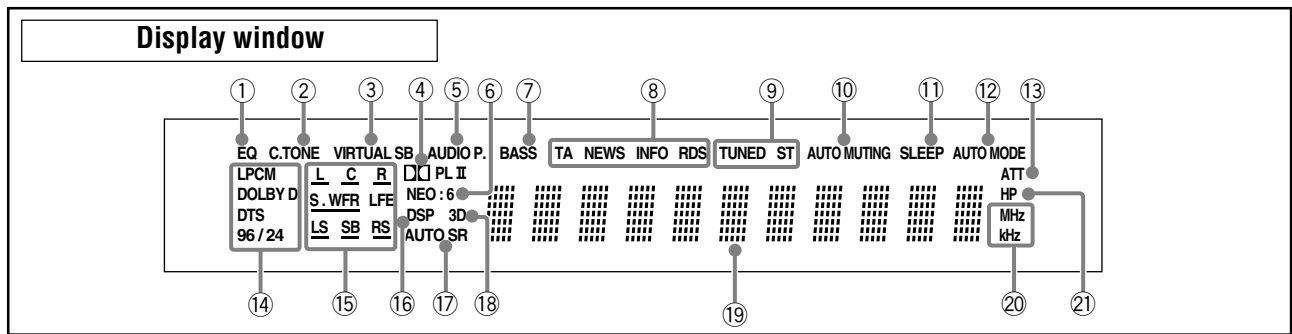 Display window
① ② ③ ④ ⑤ ⑥ ⑦ ⑧ ⑨ ⑩ ⑪ ⑫ ⑬
EQ C.TONE VIRTUAL SB AUDIO P. BASS TA NEWS INFO RDS TUNED ST AUTO MUTING SLEEP AUTO MODE
LPCM L C R PL II ATT
DOLBY D S.WFR LFE NEO : 6 HP
DTS LS SB RS DSP 3D MHz
96 / 24 AUTO SR kHz
⑭ ⑮ ⑯ ⑰ ⑱ ⑲ ⑳ ㉑